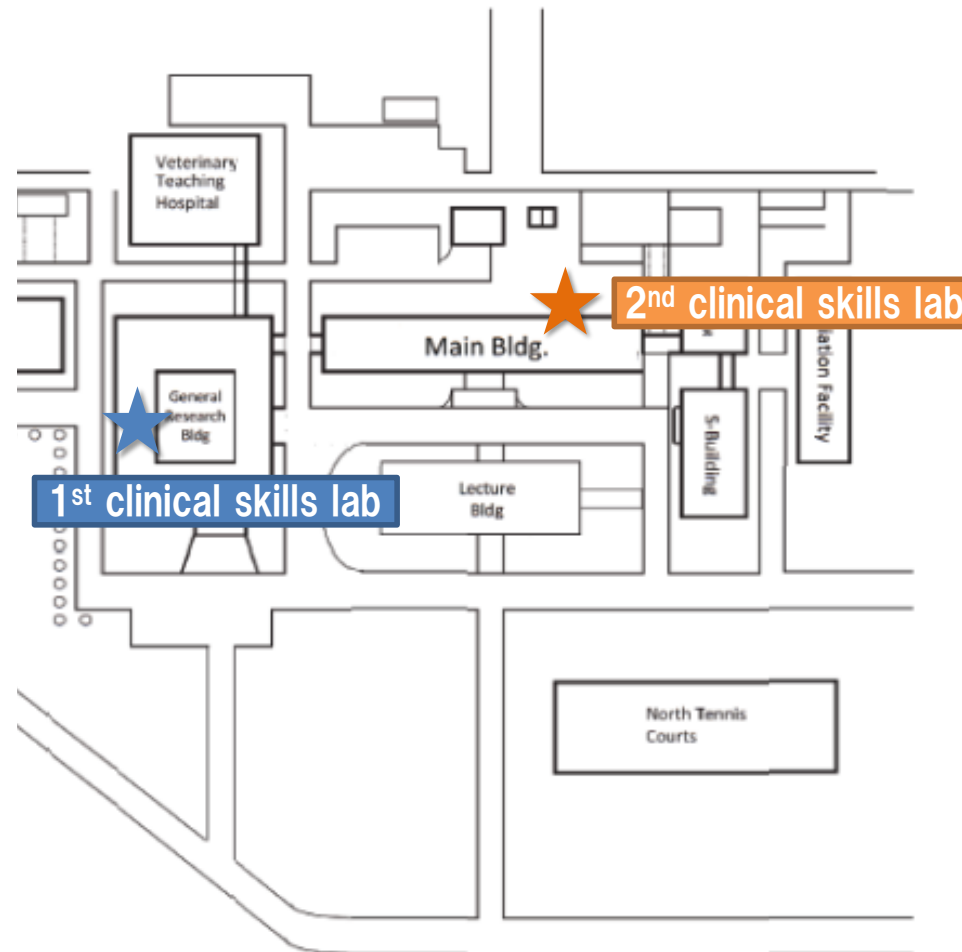 Veterinary
Teaching
Hospital
2nd clinical skills lab
Main Bldg.
General
Research
Bldg
1st clinical skills lab
Lecture
Bldg
S-Building
Facility
North Tennis
Courts